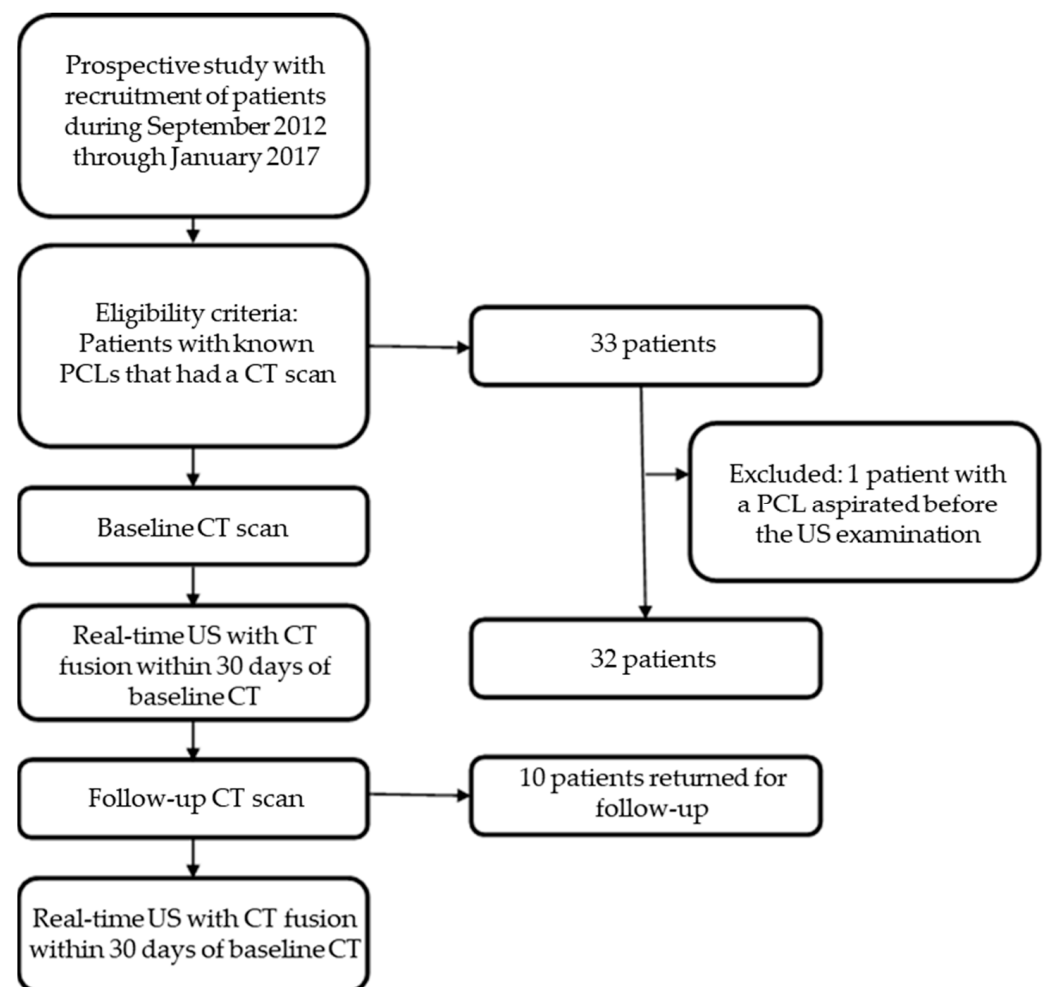 Prospective study with
recruitment of patients
during September 2012
through January 2017
Eligibility criteria:
Patients with known
PCLs that had a CT scan
33 patients
Excluded: 1 patient with
a PCL aspirated before
the US examination
Baseline CT scan
Real-time US with CT
fusion within 30 days of
baseline CT
32 patients
Follow-up CT scan
10 patients returned for
follow-up
Real-time US with CT fusion
within 30 days of baseline CT